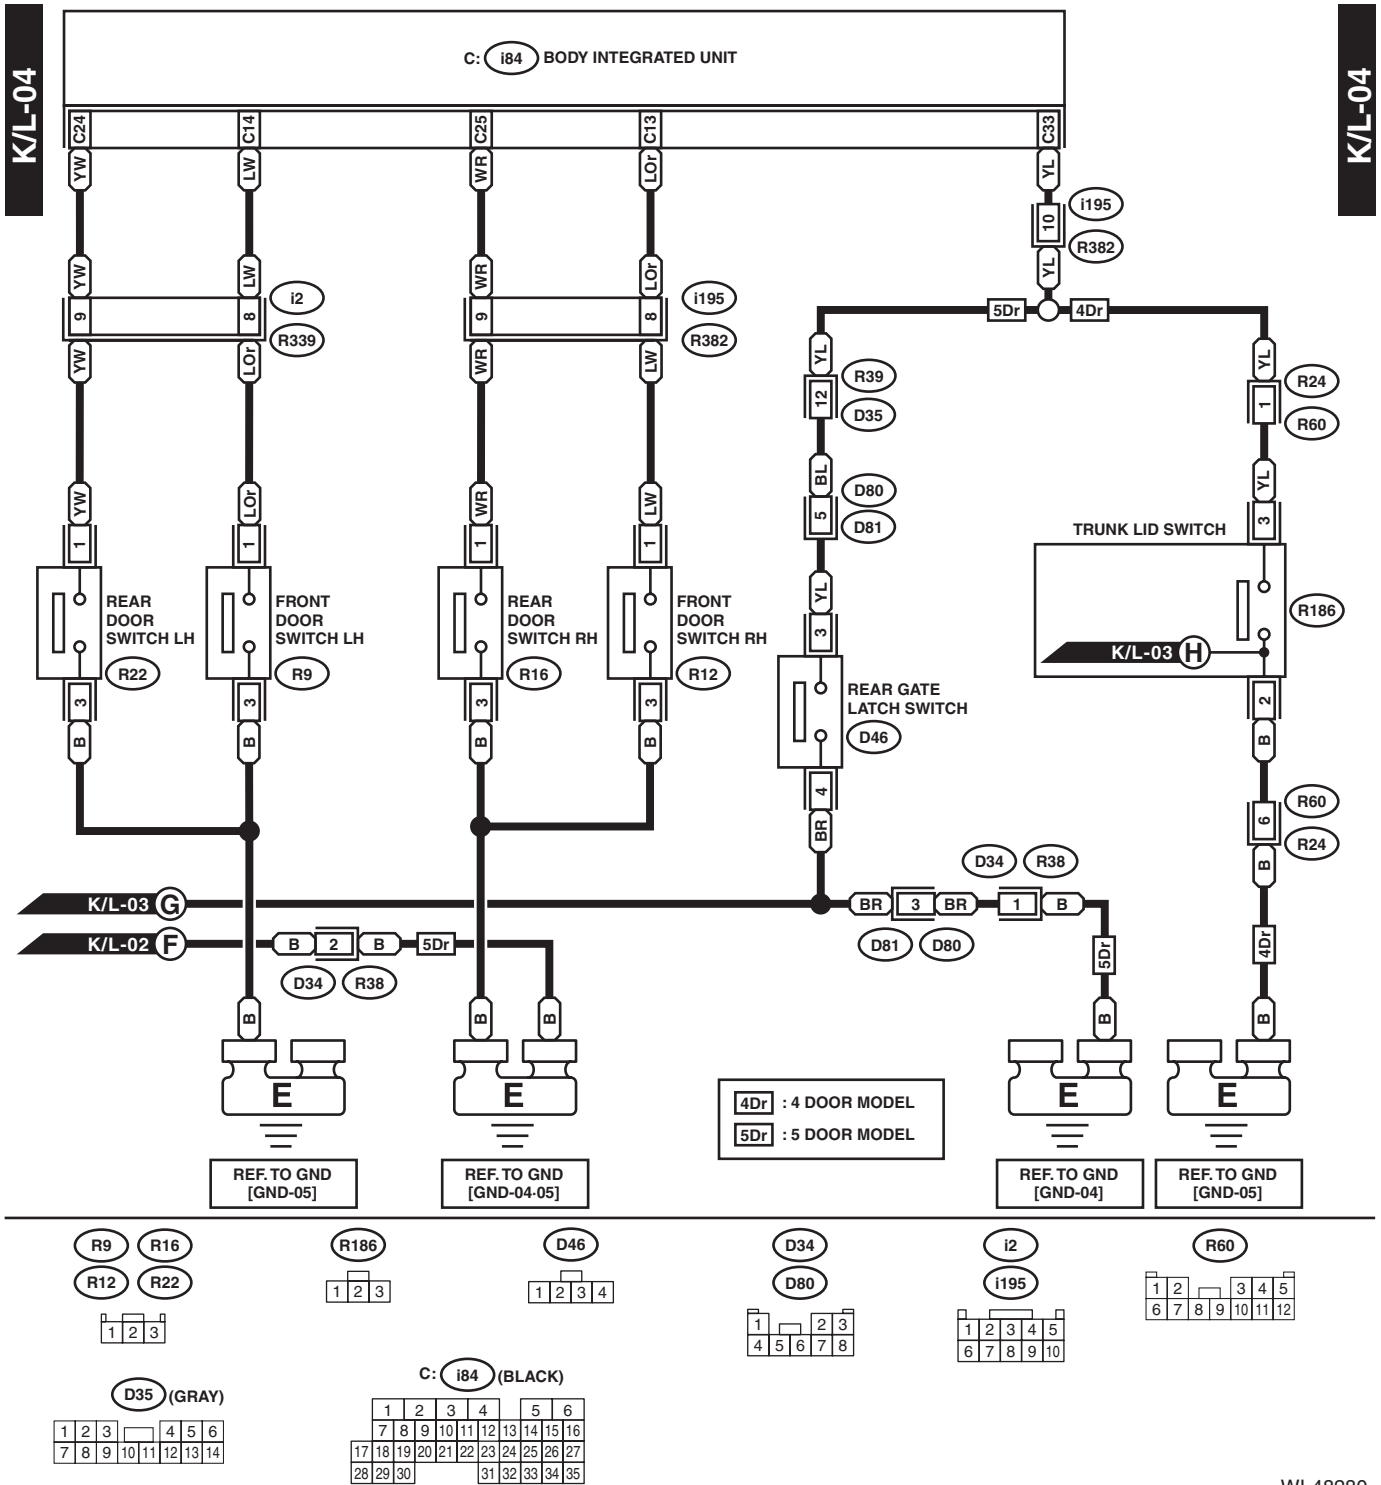 K/L-04
K/L-04
C: i84 BODY INTEGRATED UNIT
C24 C14 C25 C13 C33
YW LW WR LOr YL
10 i195
R382
YL
YW LW WR LOr
9 8 i2 9 8 i195
R339 R382
YW LOr WR LW
5Dr 4Dr
YL YL
12 R39
D35
1 R24
R60
BL YL
5 D80
D81
YW LOr WR LW
1 1 1 1
3
TRUNK LID SWITCH
YL
3
REAR
DOOR
SWITCH LH
R22
FRONT
DOOR
SWITCH LH
R9
REAR
DOOR
SWITCH RH
R16
FRONT
DOOR
SWITCH RH
R12
R186
K/L-03 H
REAR GATE
LATCH SWITCH
D46
3 3 3 3 2
B B B B B
4
BR
R60
6
R24
B
D34 R38
K/L-03 G BR 3 BR 1 B
D81 D80
K/L-02 F B 2 B 5Dr
D34 R38
5Dr 4Dr
B B B B B
E E E E
4Dr : 4 DOOR MODEL
5Dr : 5 DOOR MODEL
REF. TO GND
[GND-05]
REF. TO GND
[GND-04·05]
REF. TO GND
[GND-04]
REF. TO GND
[GND-05]
R9 R16
R12 R22
1 2 3
R186
1 2 3
D46
1 2 3 4
D34
D80
1 2 3
4 5 6 7 8
i2
i195
1 2 3 4 5
6 7 8 9 10
R60
1 2 3 4 5
6 7 8 9 10 11 12
D35 (GRAY)
1 2 3 4 5 6
7 8 9 10 11 12 13 14
C: i84 (BLACK)
1 2 3 4 5 6
7 8 9 10 11 12 13 14 15 16
17 18 19 20 21 22 23 24 25 26 27
28 29 30 31 32 33 34 35